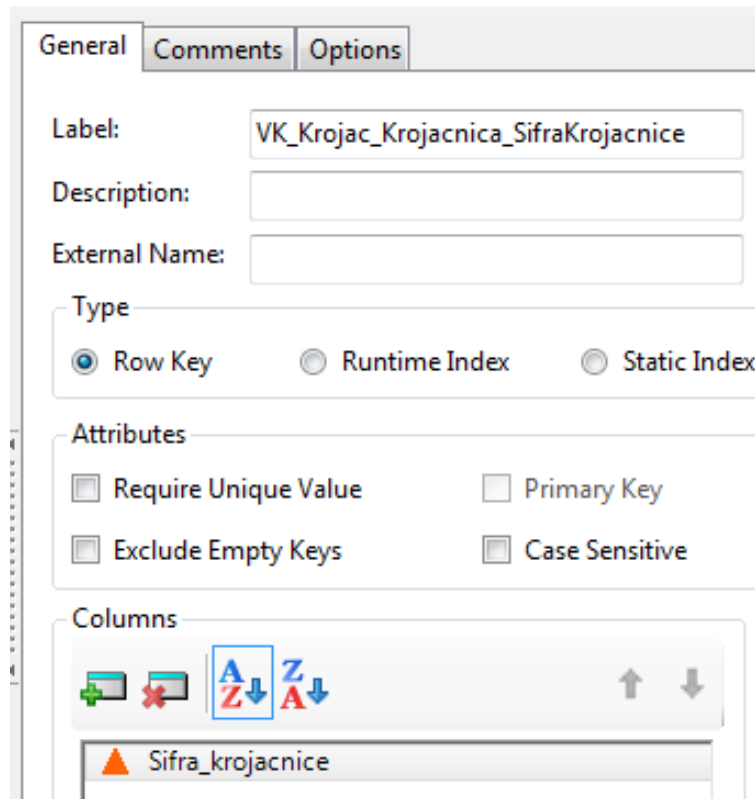 General Comments Options
Label: VK_Krojac_Krojacnica_SifraKrojacnice
Description:
External Name:
Type
Row Key Runtime Index Static Index
Attributes
Require Unique Value Primary Key
Exclude Empty Keys Case Sensitive
Columns
A Z Z A
Sifra_krojacnice